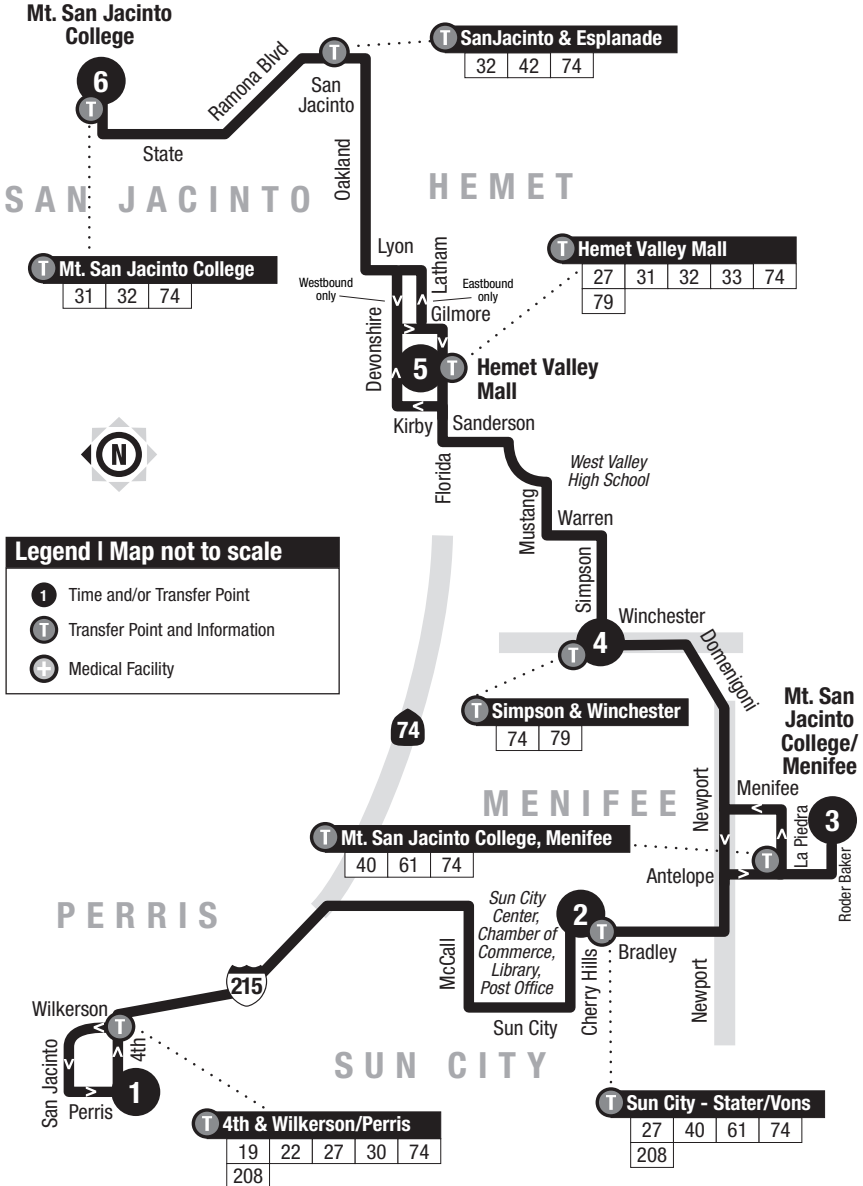 Mt. San Jacinto
College
6
T
Ramona Blvd
T
San
Jacinto
T SanJacinto & Esplanade
32 42 74
State
Oakland
SAN JACINTO
HEMET
T Mt. San Jacinto College
31 32 74
Lyon
Latham
T Hemet Valley Mall
27 31 32 33 74
79
Westbound
only
Eastbound
only
Gilmore
Devonshire
5
T
Hemet Valley
Mall
Kirby
Sanderson
Florida
N
West Valley
High School
Mustang
Warren
Simpson
Legend | Map not to scale
1 Time and/or Transfer Point
T Transfer Point and Information
Medical Facility
Winchester
4
T
Domenigoni
T Simpson & Winchester
74 79
74
Mt. San
Jacinto
College/
Menifee
MENIFEE
Newport
Menifee
La Piedra
3
T Mt. San Jacinto College, Menifee
40 61 74
T
Antelope
Roder Baker
PERRIS
McCall
Sun City
Center,
Chamber of
Commerce,
Library,
Post Office
2
T
Cherry Hills
Bradley
Newport
215
Sun City
Wilkerson
T
4th
San Jacinto
Perris
1
SUN CITY
T 4th & Wilkerson/Perris
19 22 27 30 74
208
T Sun City - Stater/Vons
27 40 61 74
208